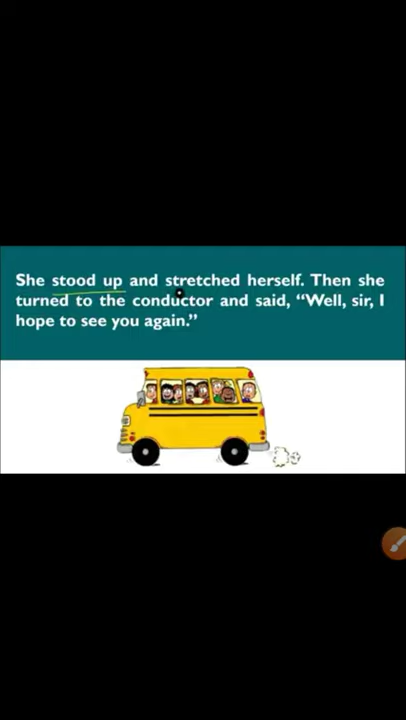 She stood up and stretched herself. Then she
turned to the conductor and said, “Well, sir, I
hope to see you again.”